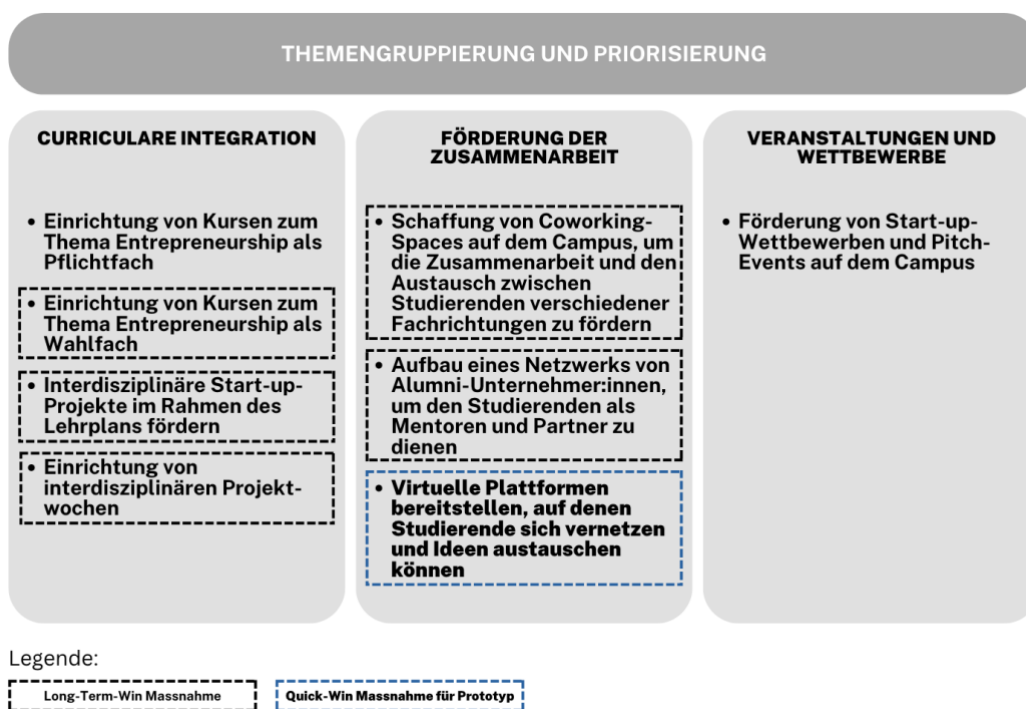 THEMENGRUPPIERUNG UND PRIORISIERUNG
CURRICULARE INTEGRATION
• Einrichtung von Kursen zum
Thema Entrepreneurship als
Pflichtfach
• Einrichtung von Kursen zum
Thema Entrepreneurship als
Wahlfach
• Interdisziplinäre Start-up-
Projekte im Rahmen des
Lehrplans fördern
• Einrichtung von
interdisziplinären Projekt-
wochen
FÖRDERUNG DER
ZUSAMMENARBEIT
• Schaffung von Coworking-
Spaces auf dem Campus, um
die Zusammenarbeit und den
Austausch zwischen
Studierenden verschiedener
Fachrichtungen zu fördern
• Aufbau eines Netzwerks von
Alumni-Unternehmer:innen,
um den Studierenden als
Mentoren und Partner zu
dienen
• Virtuelle Plattformen
bereitstellen, auf denen
Studierende sich vernetzen
und Ideen austauschen
können
VERANSTALTUNGEN UND
WETTBEWERBE
• Förderung von Start-up-
Wettbewerben und Pitch-
Events auf dem Campus
Legende:
Long-Term-Win Massnahme
Quick-Win Massnahme für Prototyp